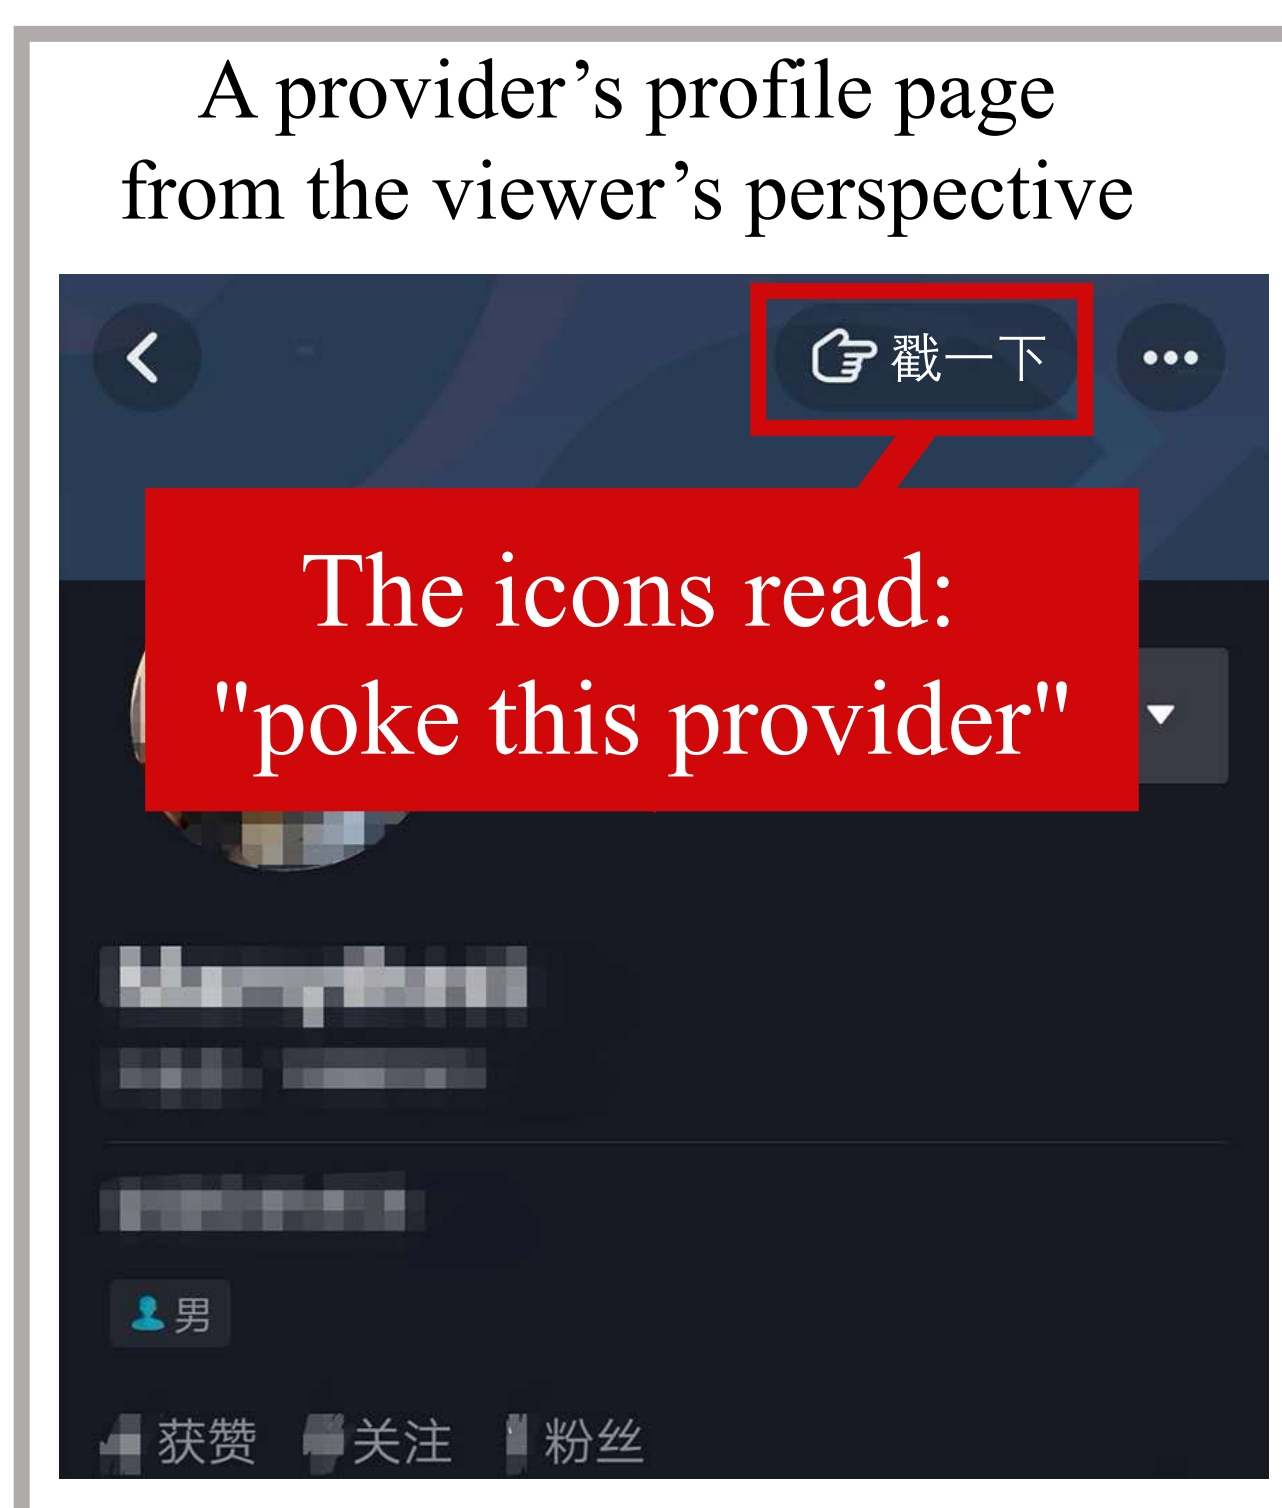 A provider’s profile page
from the viewer’s perspective
戳一下
The icons read:
"poke this provider"
男
获赞 关注 粉丝